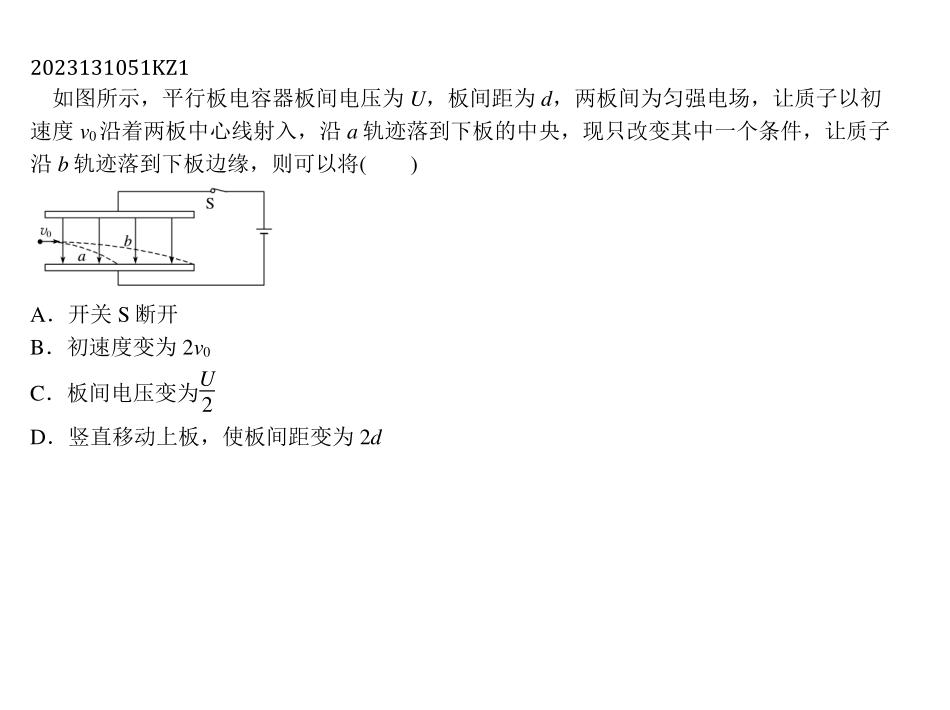 2023131051KZ1
如图所示，平行板电容器板间电压为 U，板间距为 d，两板间为匀强电场，让质子以初
速度 v0 沿着两板中心线射入，沿 a 轨迹落到下板的中央，现只改变其中一个条件，让质子
沿 b 轨迹落到下板边缘，则可以将(　　)
S
v0
b
a
A．开关 S 断开
B．初速度变为 2v0
C．板间电压变为U/2
D．竖直移动上板，使板间距变为 2d